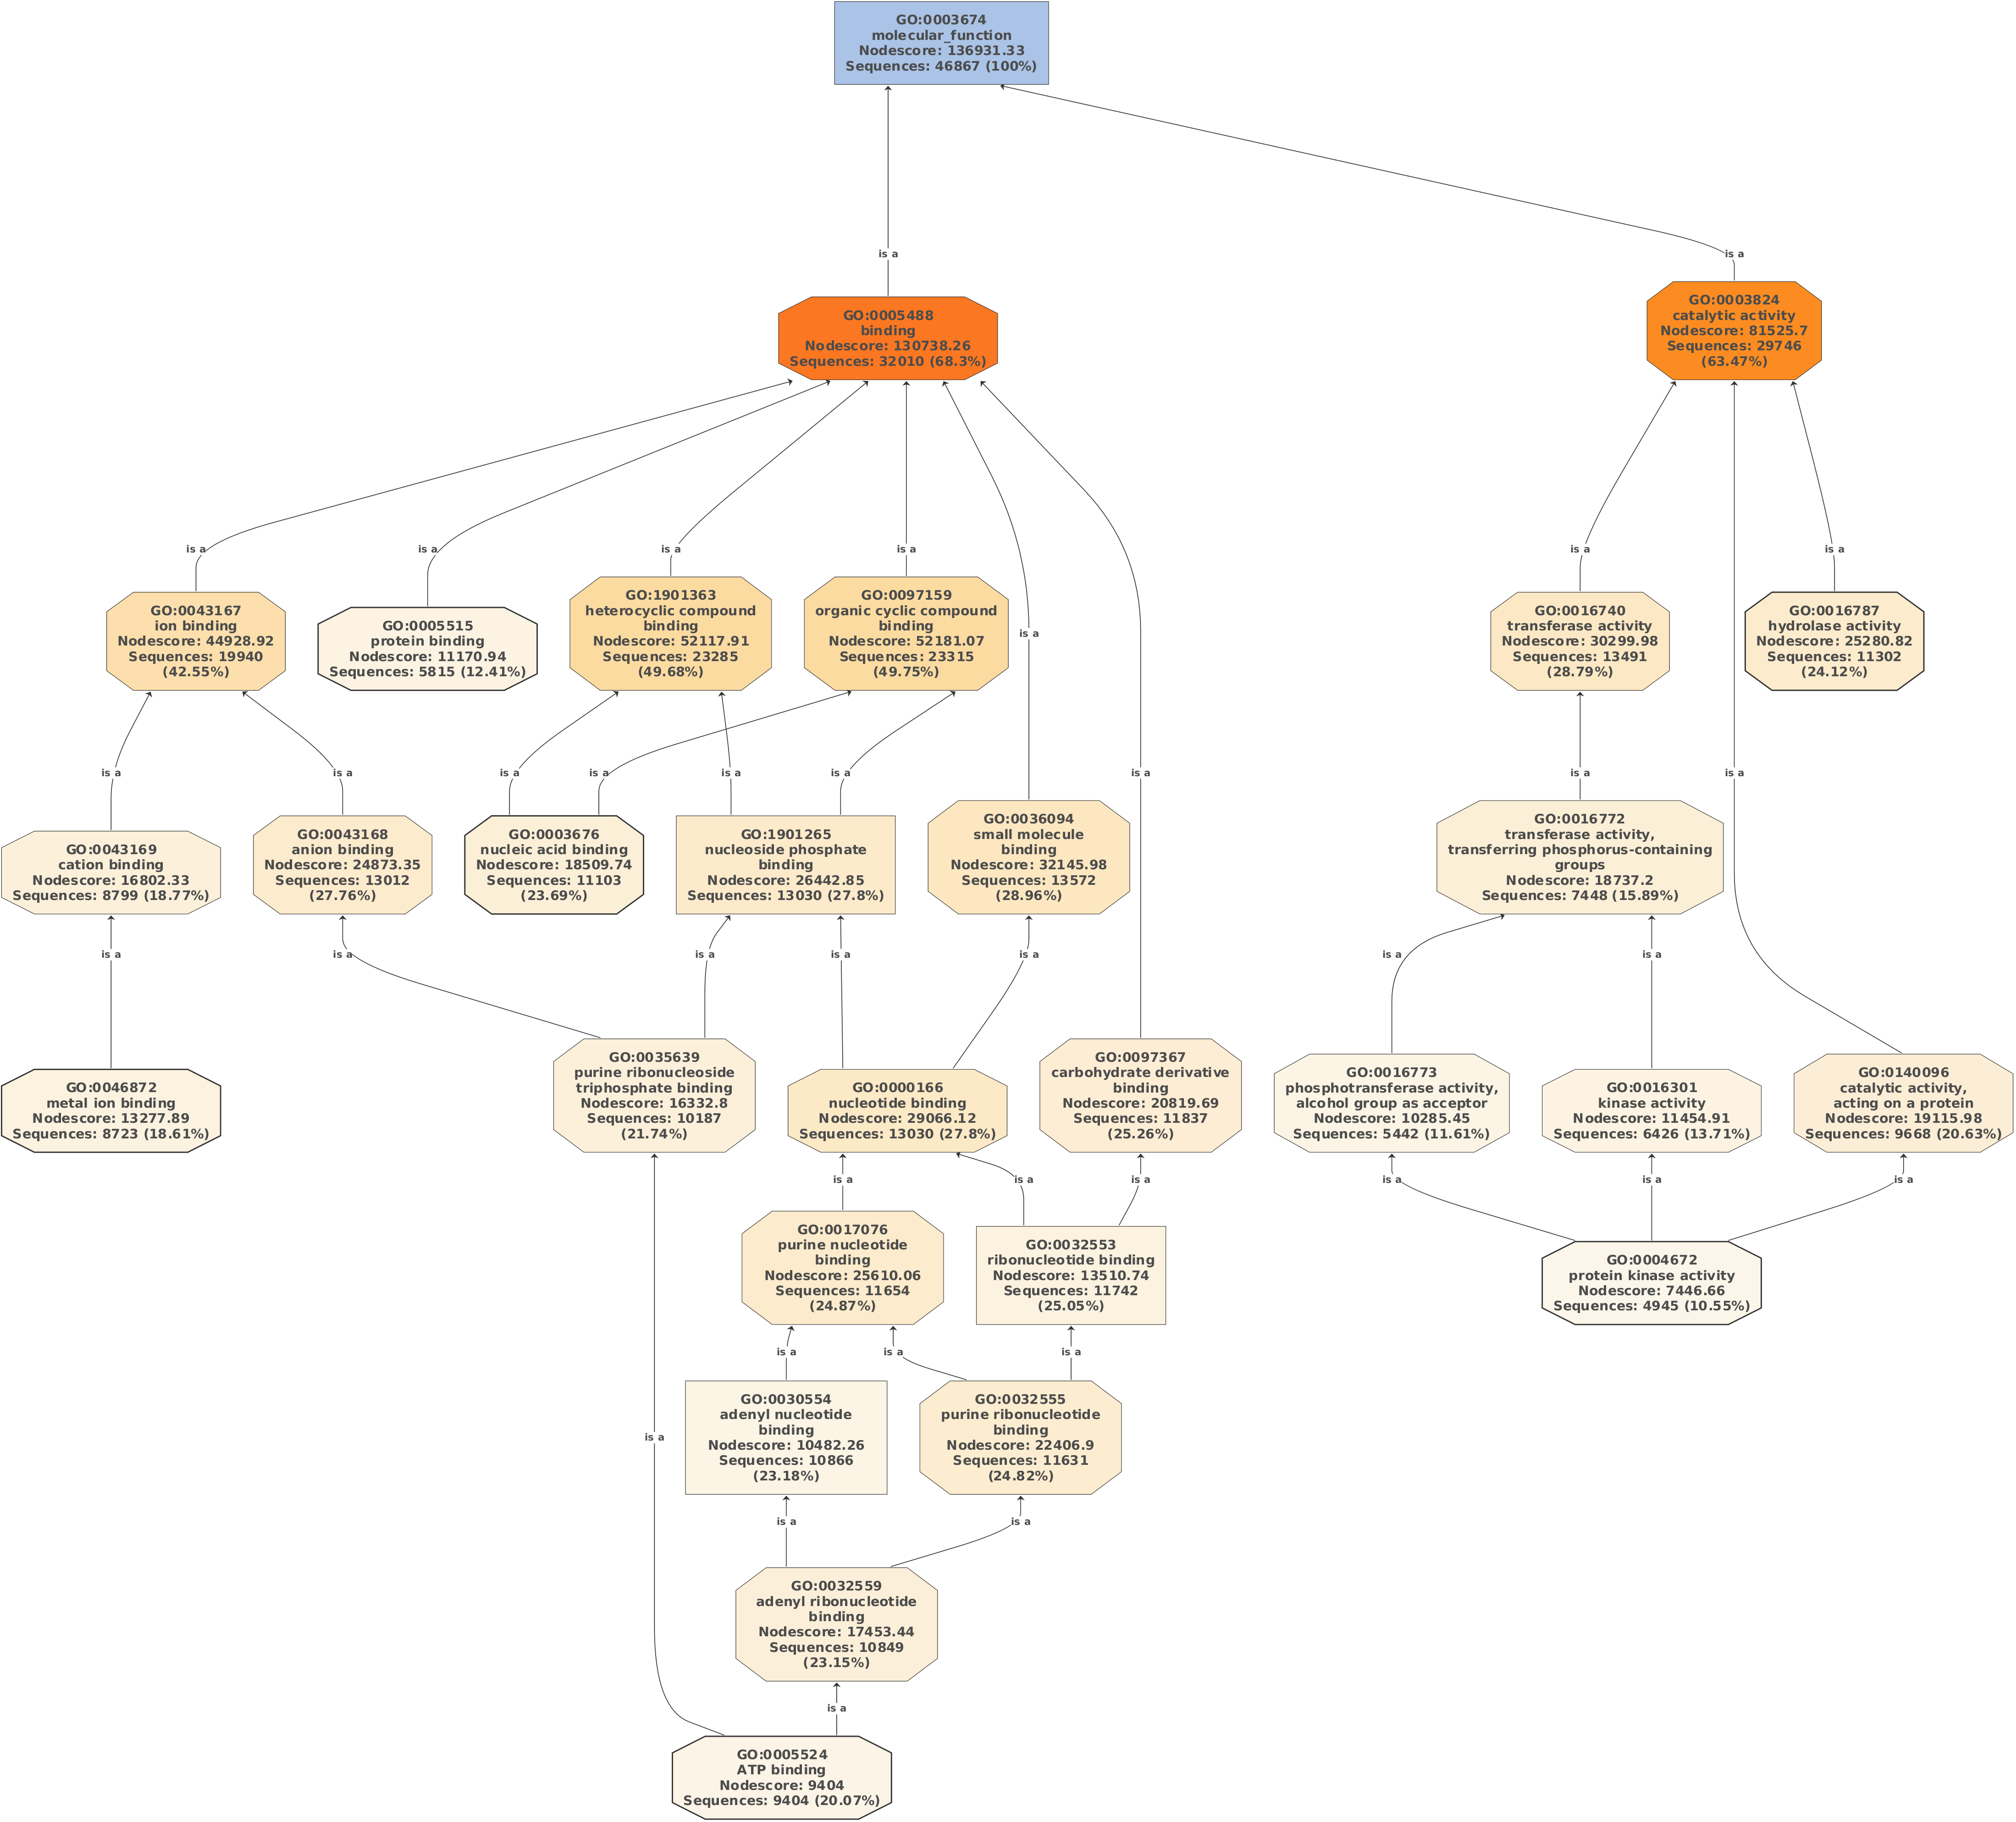 GO:0003674
molecular_function
Nodescore: 136931.33
Sequences: 46867 (100%)
is a
is a
GO:0005488
binding
Nodescore: 130738.26
Sequences: 32010 (68.3%)
GO:0003824
catalytic activity
Nodescore: 81525.7
Sequences: 29746
(63.47%)
is a
is a
is a
is a
is a
is a
is a
GO:0043167
ion binding
Nodescore: 44928.92
Sequences: 19940
(42.55%)
GO:0005515
protein binding
Nodescore: 11170.94
Sequences: 5815 (12.41%)
GO:1901363
heterocyclic compound
binding
Nodescore: 52117.91
Sequences: 23285
(49.68%)
GO:0097159
organic cyclic compound
binding
Nodescore: 52181.07
Sequences: 23315
(49.75%)
is a
GO:0016740
transferase activity
Nodescore: 30299.98
Sequences: 13491
(28.79%)
GO:0016787
hydrolase activity
Nodescore: 25280.82
Sequences: 11302
(24.12%)
is a
is a
is a
is a
is a
is a
is a
is a
is a
GO:0043169
cation binding
Nodescore: 16802.33
Sequences: 8799 (18.77%)
GO:0043168
anion binding
Nodescore: 24873.35
Sequences: 13012
(27.76%)
GO:0003676
nucleic acid binding
Nodescore: 18509.74
Sequences: 11103
(23.69%)
GO:1901265
nucleoside phosphate
binding
Nodescore: 26442.85
Sequences: 13030 (27.8%)
GO:0036094
small molecule
binding
Nodescore: 32145.98
Sequences: 13572
(28.96%)
GO:0016772
transferase activity,
transferring phosphorus-containing
groups
Nodescore: 18737.2
Sequences: 7448 (15.89%)
is a
is a
is a
is a
is a
is a
is a
GO:0046872
metal ion binding
Nodescore: 13277.89
Sequences: 8723 (18.61%)
GO:0035639
purine ribonucleoside
triphosphate binding
Nodescore: 16332.8
Sequences: 10187
(21.74%)
GO:0000166
nucleotide binding
Nodescore: 29066.12
Sequences: 13030 (27.8%)
GO:0097367
carbohydrate derivative
binding
Nodescore: 20819.69
Sequences: 11837
(25.26%)
GO:0016773
phosphotransferase activity,
alcohol group as acceptor
Nodescore: 10285.45
Sequences: 5442 (11.61%)
GO:0016301
kinase activity
Nodescore: 11454.91
Sequences: 6426 (13.71%)
GO:0140096
catalytic activity,
acting on a protein
Nodescore: 19115.98
Sequences: 9668 (20.63%)
is a
is a
is a
is a
is a
is a
GO:0017076
purine nucleotide
binding
Nodescore: 25610.06
Sequences: 11654
(24.87%)
GO:0032553
ribonucleotide binding
Nodescore: 13510.74
Sequences: 11742
(25.05%)
GO:0004672
protein kinase activity
Nodescore: 7446.66
Sequences: 4945 (10.55%)
is a
is a
is a
is a
GO:0030554
adenyl nucleotide
binding
Nodescore: 10482.26
Sequences: 10866
(23.18%)
GO:0032555
purine ribonucleotide
binding
Nodescore: 22406.9
Sequences: 11631
(24.82%)
is a
is a
GO:0032559
adenyl ribonucleotide
binding
Nodescore: 17453.44
Sequences: 10849
(23.15%)
is a
GO:0005524
ATP binding
Nodescore: 9404
Sequences: 9404 (20.07%)